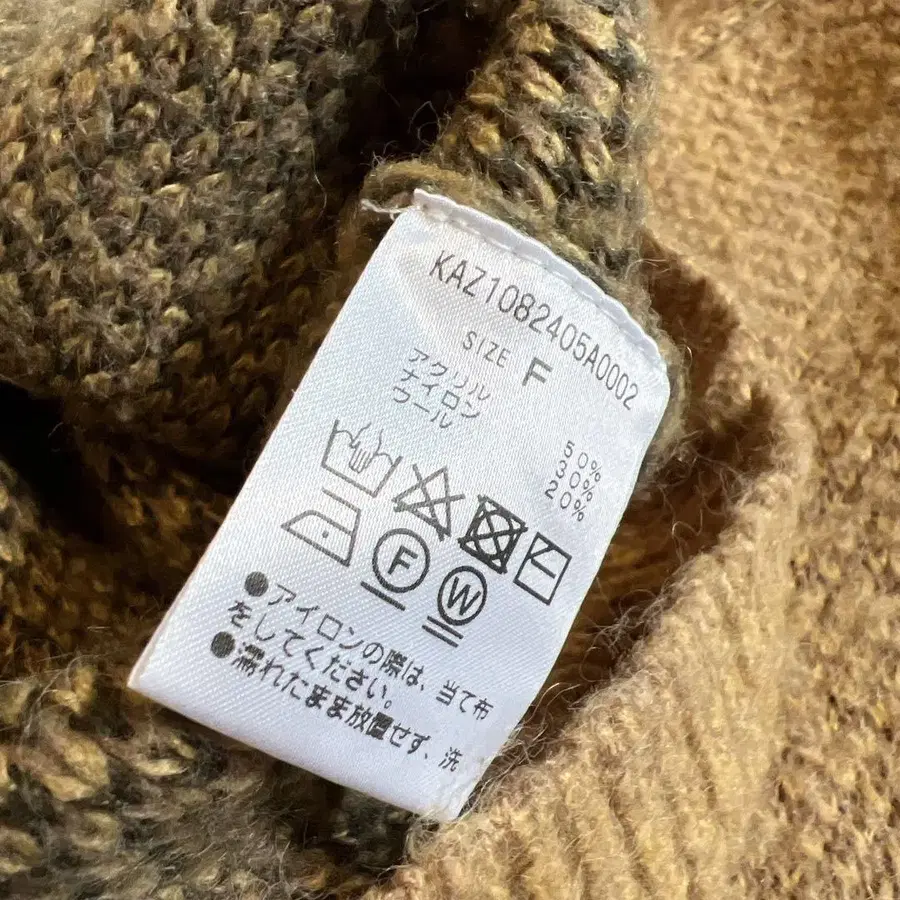 KAZ1082405A0002
SIZE F
アクリル 50%
ナイロン 30%
ウール 20%
F
W
●アイロンの際は、当て布
をしてください。
●濡れたまま放置せず、洗